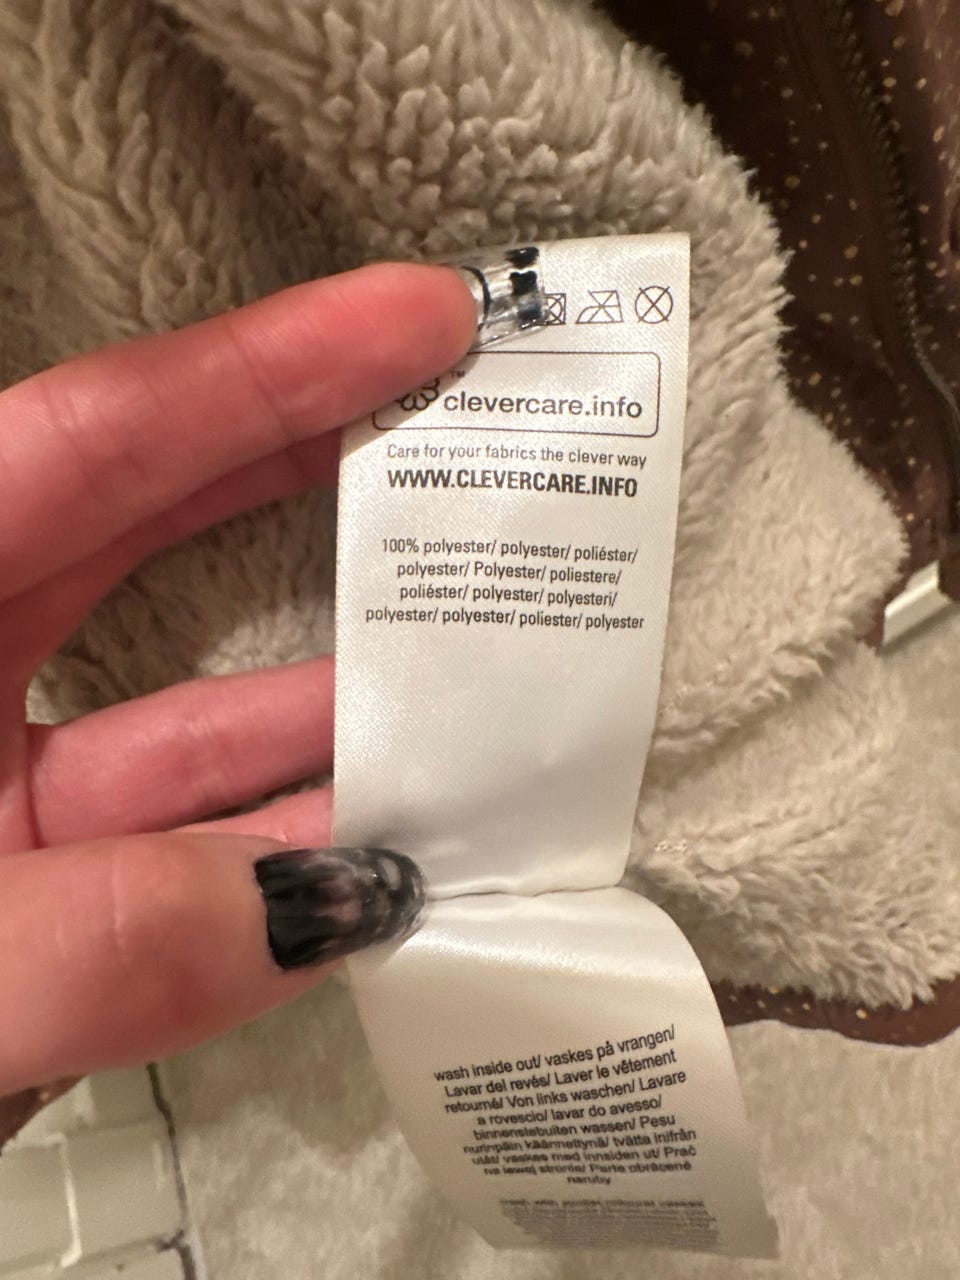 ™
clevercare.info
Care for your fabrics the clever way
WWW.CLEVERCARE.INFO
100% polyester/ polyester/ poliéster/
polyester/ Polyester/ poliestere/
poliéster/ polyester/ polyesteri/
polyester/ polyester/ poliester/ polyester
wash inside out/ vaskes på vrangen/
Lavar del revés/ Laver le vêtement
retourné/ Von links waschen/ Lavare
a rovescio/ lavar do avesso/
binnenstebuiten wassen/ Pesu
nurinpäin käännettynä/ tvätta inifrån
utåt/ vaskes med innsiden ut/ Prać
na lewej stronie/ Perte obrácené
naruby